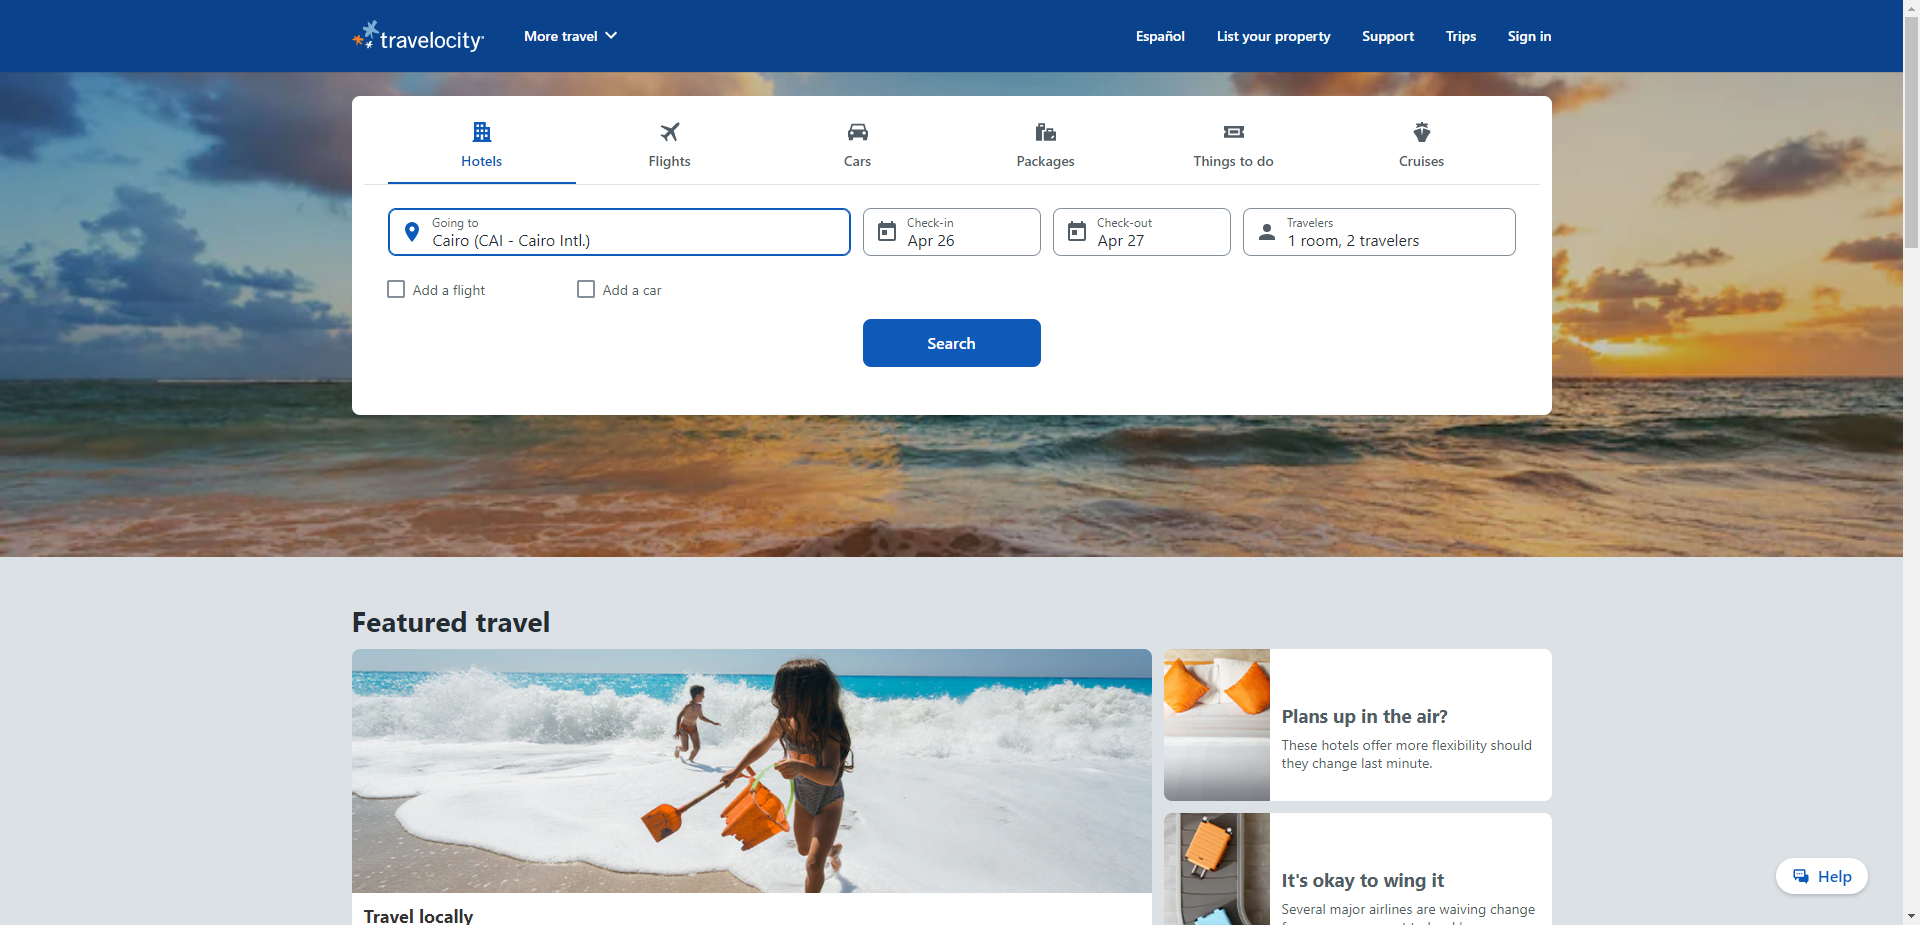 travelocity
More travel
Español
List your property
Support
Trips
Sign in
Hotels
Flights
Cars
Packages
Things to do
Cruises
Going to
Cairo (CAI - Cairo Intl.)
Check-in
Apr 26
Check-out
Apr 27
Travelers
1 room, 2 travelers
Add a flight
Add a car
Search
Featured travel
Travel locally
Plans up in the air?
These hotels offer more flexibility should
they change last minute.
It's okay to wing it
Several major airlines are waiving change
Help